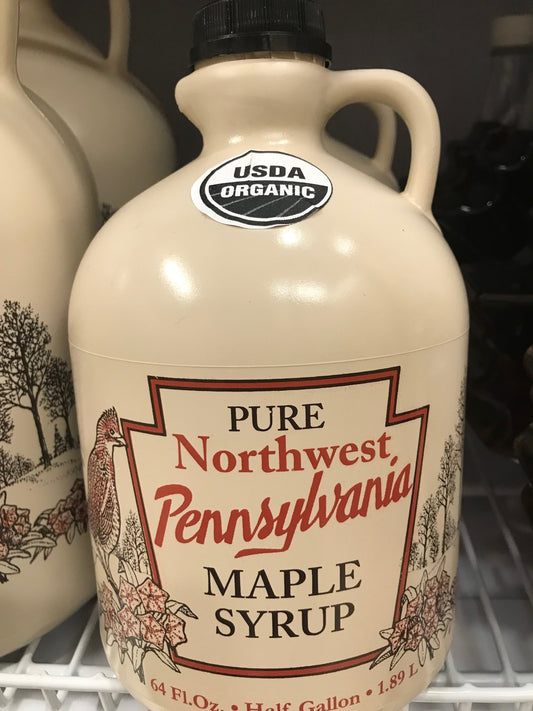 USDA
ORGANIC
PURE
Northwest
Pennsylvania
MAPLE
SYRUP
64 Fl.Oz. • Half Gallon • 1.89 L